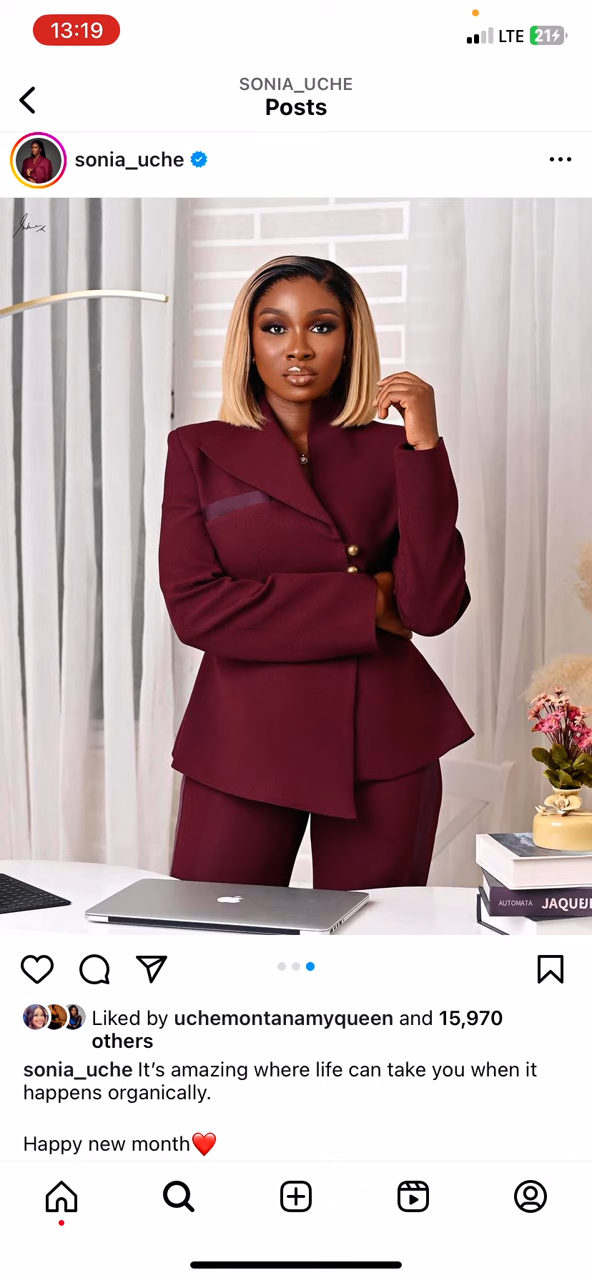 13:19
LTE 21
SONIA_UCHE
Posts
sonia_uche
AUTOMATA
Liked by uchemontanamyqueen and 15,970
others
sonia_uche It’s amazing where life can take you when it
happens organically.
Happy new month❤️